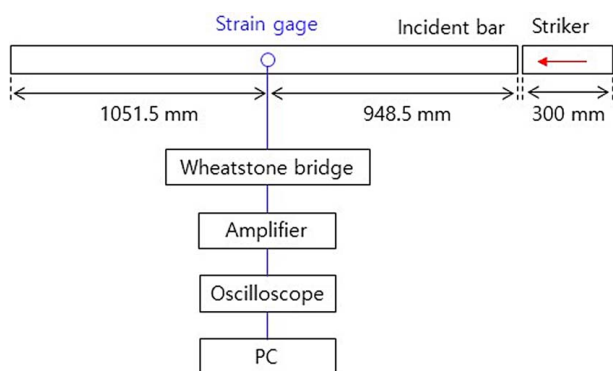 Strain gage
Incident bar
Striker
1051.5 mm
948.5 mm
300 mm
Wheatstone bridge
Amplifier
Oscilloscope
PC